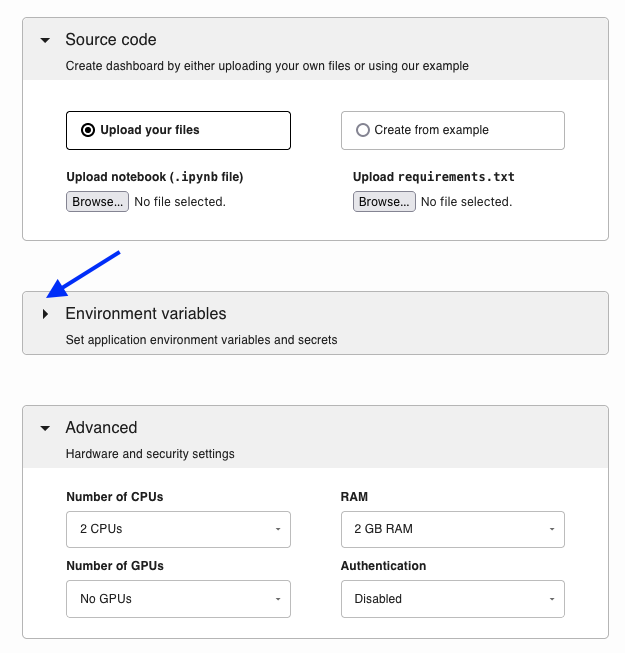 Source code
Create dashboard by either uploading your own files or using our example
Upload your files
Create from example
Upload notebook (.ipynb file)
Upload requirements.txt
Browse... No file selected.
Browse... No file selected.
Environment variables
Set application environment variables and secrets
Advanced
Hardware and security settings
Number of CPUs
RAM
2 CPUs
2 GB RAM
Number of GPUs
Authentication
No GPUs
Disabled